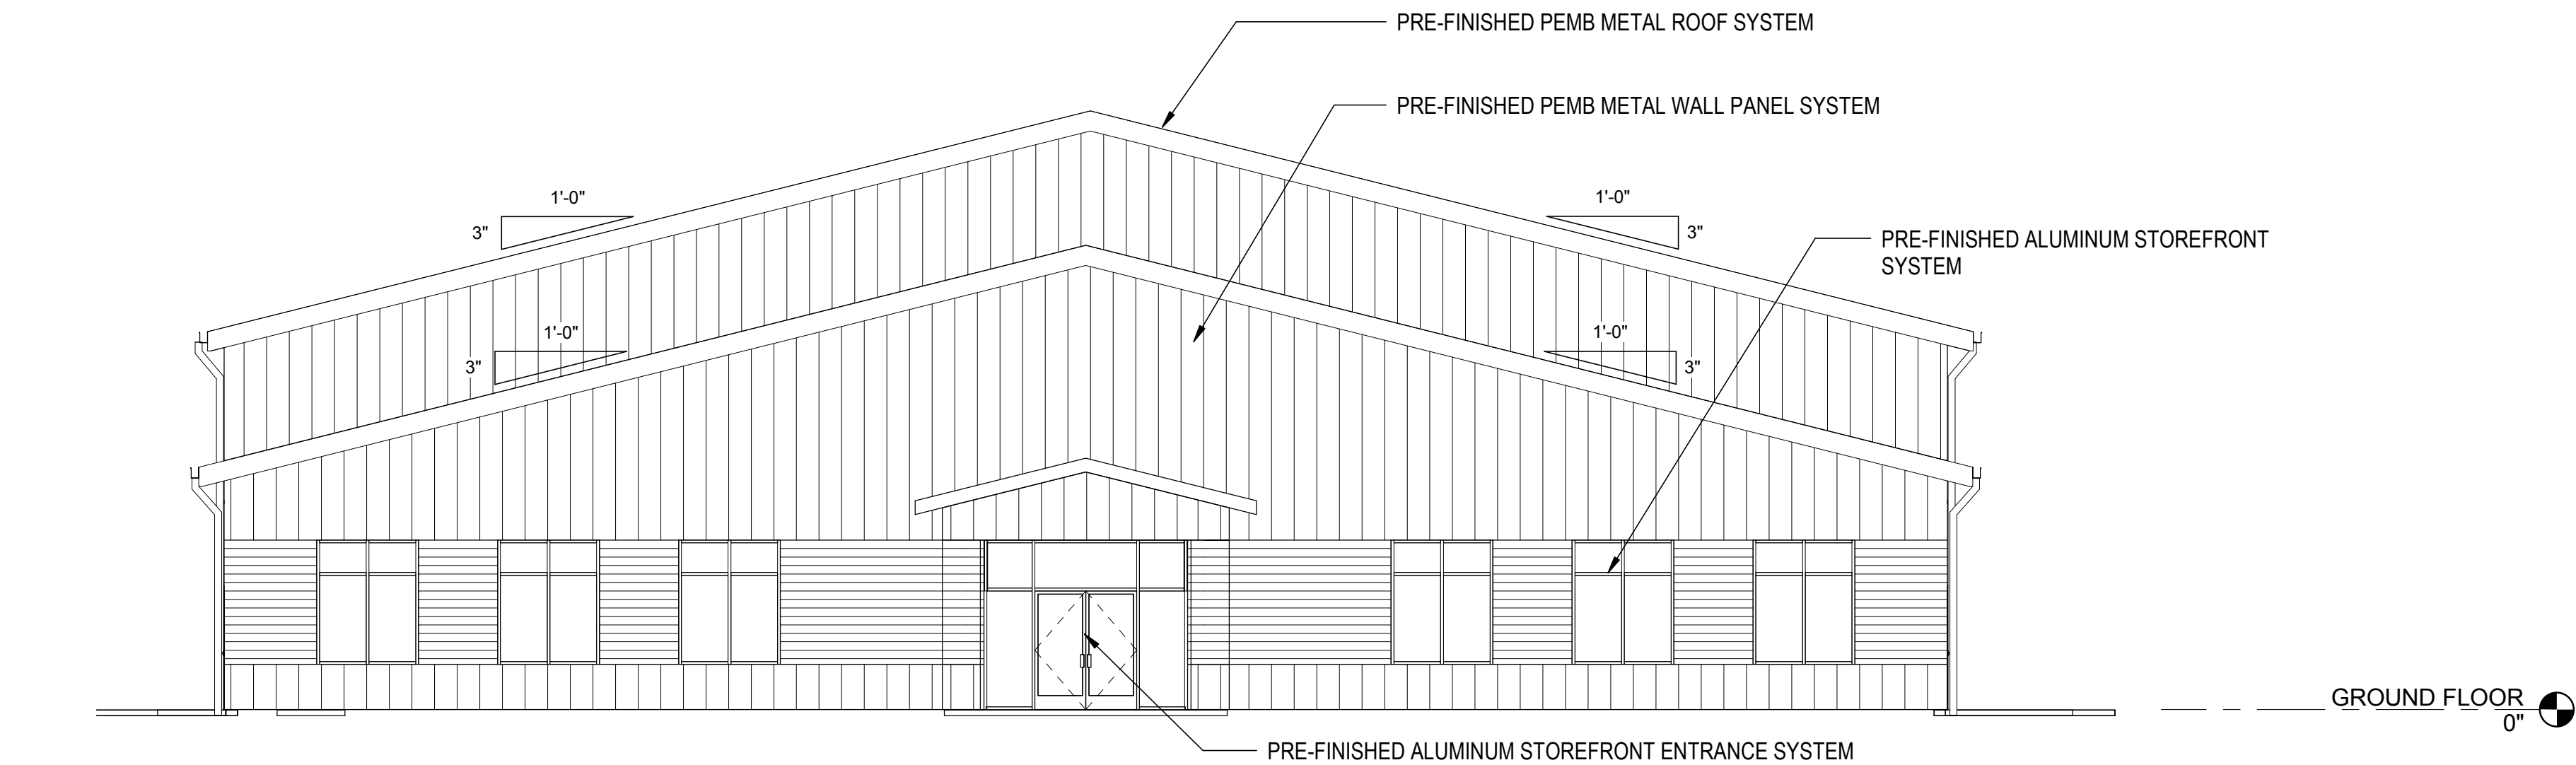 PRE-FINISHED PEMB METAL ROOF SYSTEM
PRE-FINISHED PEMB METAL WALL PANEL SYSTEM
1'-0"
3"
1'-0"
3"
PRE-FINISHED ALUMINUM STOREFRONT
SYSTEM
1'-0"
3"
1'-0"
3"
GROUND FLOOR
0"
PRE-FINISHED ALUMINUM STOREFRONT ENTRANCE SYSTEM